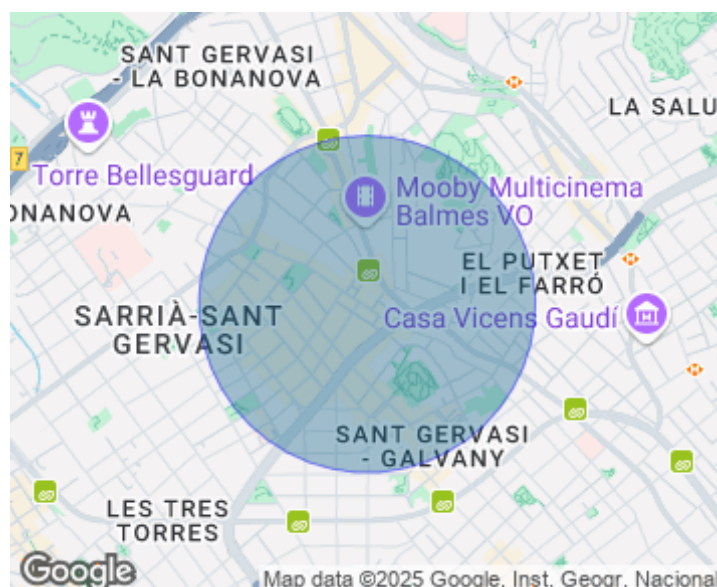 SANT GERVASI
- LA BONANOVA
LA SALU
7
Torre Bellesguard
Mooby Multicinema
Balmes VO
ONANOVA
EL PUTXET
I EL FARRÓ
SARRIÀ-SANT
GERVASI
Casa Vicens Gaudí
SANT GERVASI
- GALVANY
LES TRES
TORRES
Google
Map data ©2025 Google, Inst. Geogr. Nacional